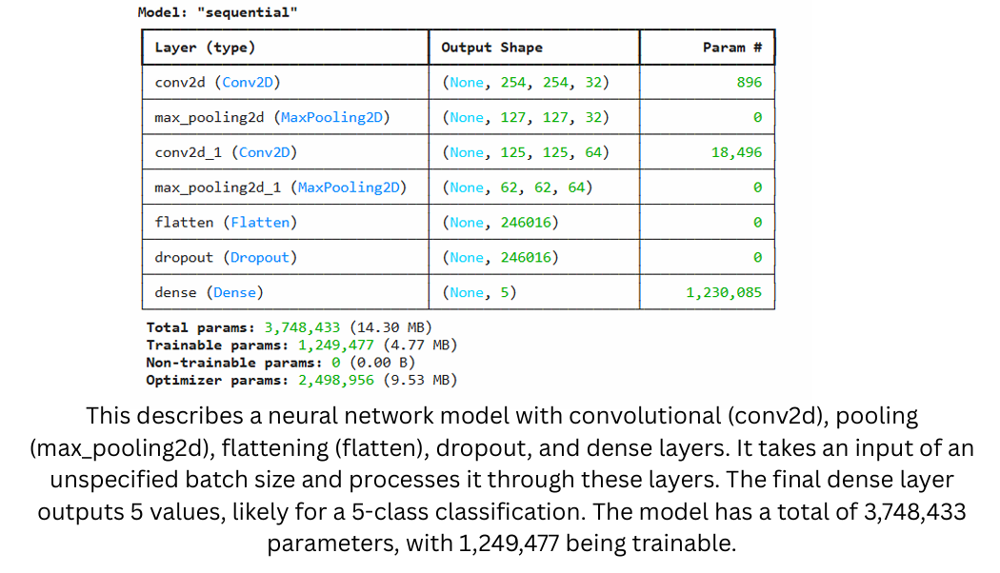 Model: "sequential"
Layer (type) Output Shape Param #
conv2d (Conv2D) (None, 254, 254, 32) 896
max_pooling2d (MaxPooling2D) (None, 127, 127, 32) 0
conv2d_1 (Conv2D) (None, 125, 125, 64) 18,496
max_pooling2d_1 (MaxPooling2D) (None, 62, 62, 64) 0
flatten (Flatten) (None, 246016) 0
dropout (Dropout) (None, 246016) 0
dense (Dense) (None, 5) 1,230,085
Total params: 3,748,433 (14.30 MB)
Trainable params: 1,249,477 (4.77 MB)
Non-trainable params: 0 (0.00 B)
Optimizer params: 2,498,956 (9.53 MB)
This describes a neural network model with convolutional (conv2d), pooling
(max_pooling2d), flattening (flatten), dropout, and dense layers. It takes an input of an
unspecified batch size and processes it through these layers. The final dense layer
outputs 5 values, likely for a 5-class classification. The model has a total of 3,748,433
parameters, with 1,249,477 being trainable.